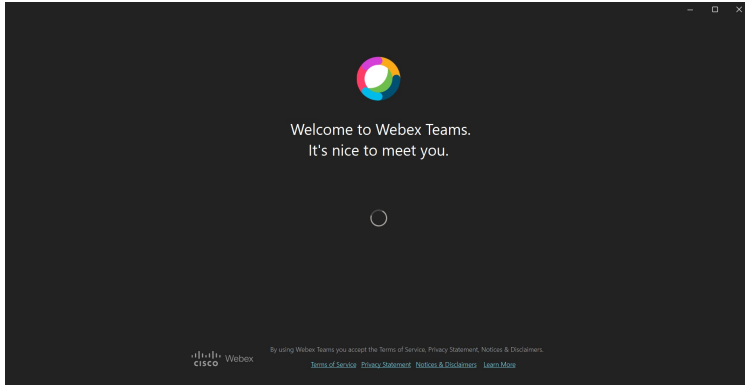 Welcome to Webex Teams.
It's nice to meet you.
By using Webex Teams you accept the Terms of Service, Privacy Statement, Notices & Disclaimers.
CISCO Webex
Terms of Service Privacy Statement Notices & Disclaimers Learn More